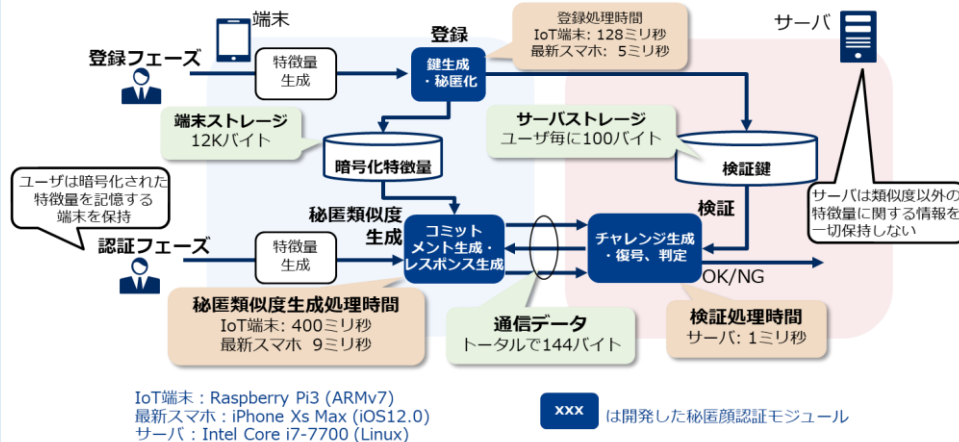 端末
サーバ
登録
登録処理時間
IoT端末: 128ミリ秒
最新スマホ: 5ミリ秒
登録フェーズ
特徴量
生成
鍵生成
・秘匿化
端末ストレージ
12Kバイト
サーバストレージ
ユーザ毎に100バイト
暗号化特徴量
検証鍵
ユーザは暗号化された
特徴量を記憶する
端末を保持
サーバは類似度以外の
特徴量に関する情報を
一切保持しない
秘匿類似度
生成
検証
認証フェーズ
特徴量
生成
コミット
メント生成・
レスポンス生成
チャレンジ生成
・復号、判定
OK/NG
秘匿類似度生成処理時間
IoT端末: 400ミリ秒
最新スマホ 9ミリ秒
通信データ
トータルで144バイト
検証処理時間
サーバ: 1ミリ秒
IoT端末：Raspberry Pi3 (ARMv7)
最新スマホ：iPhone Xs Max (iOS12.0)
サーバ：Intel Core i7-7700 (Linux)
xxx は開発した秘匿顔認証モジュール